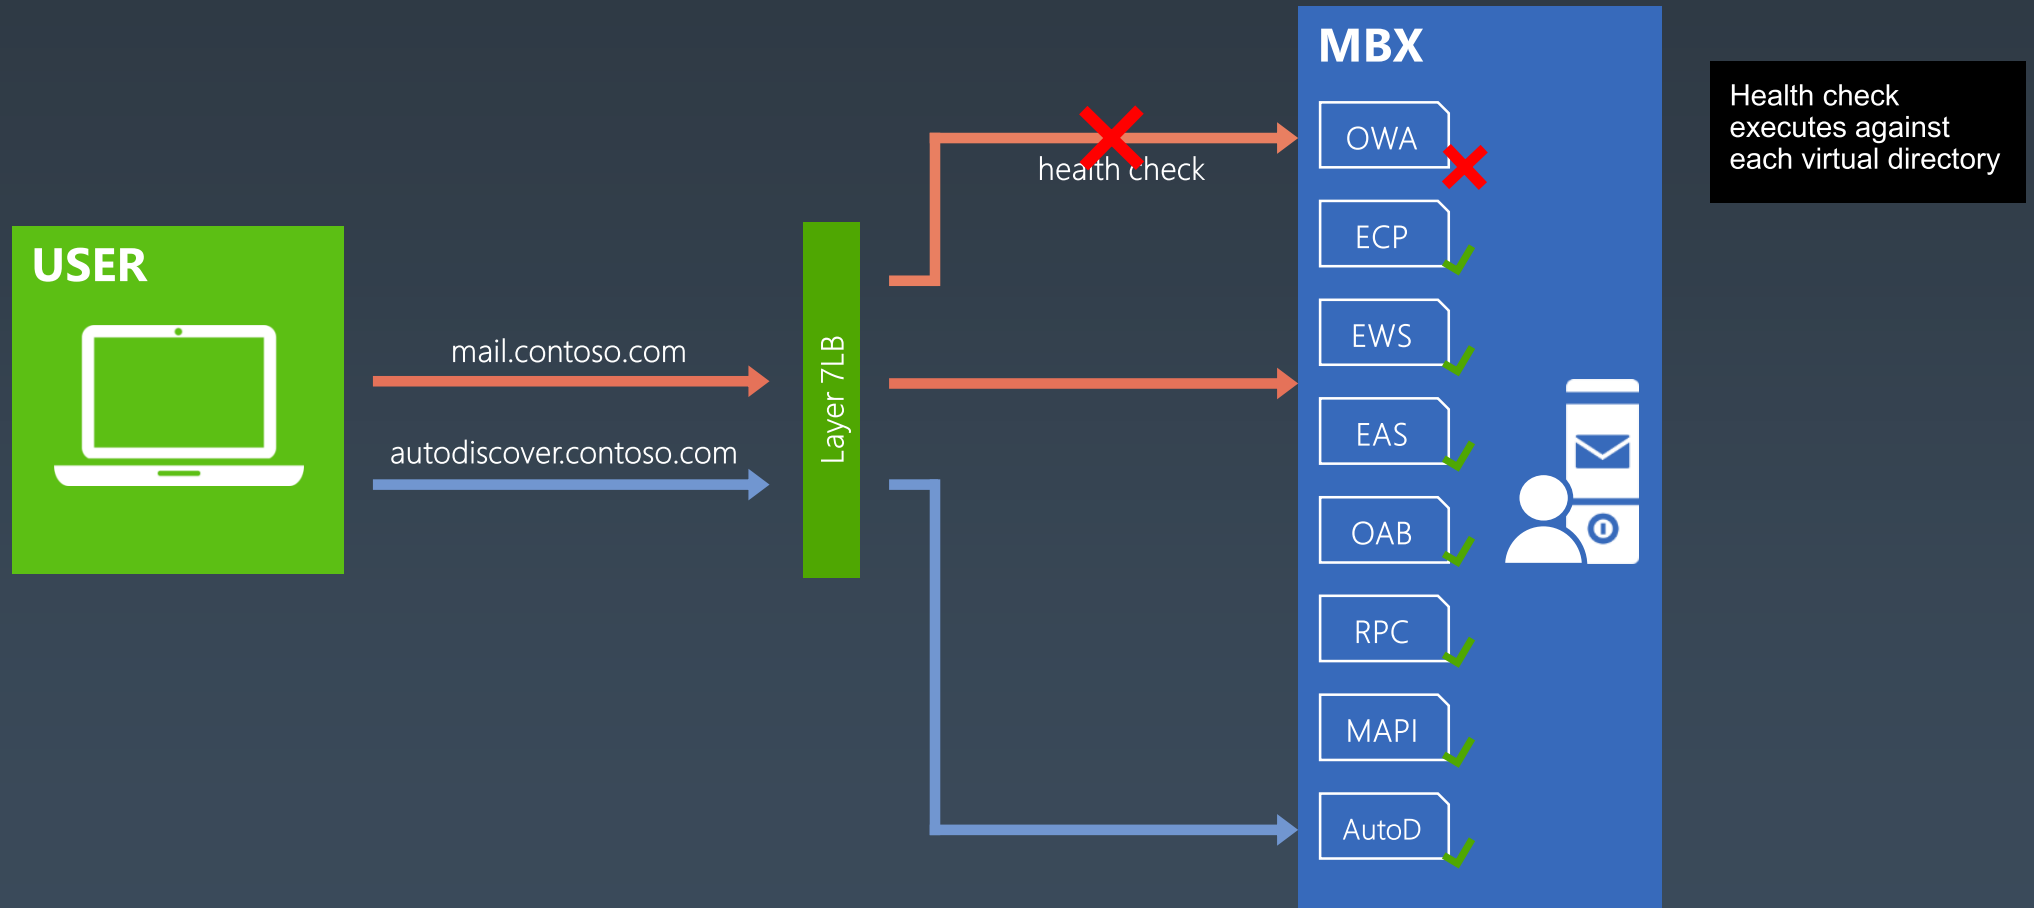 USER
mail.contoso.com
autodiscover.contoso.com
Layer 7LB
health check
MBX
OWA
ECP
EWS
EAS
OAB
RPC
MAPI
AutoD
Health check
executes against
each virtual directory